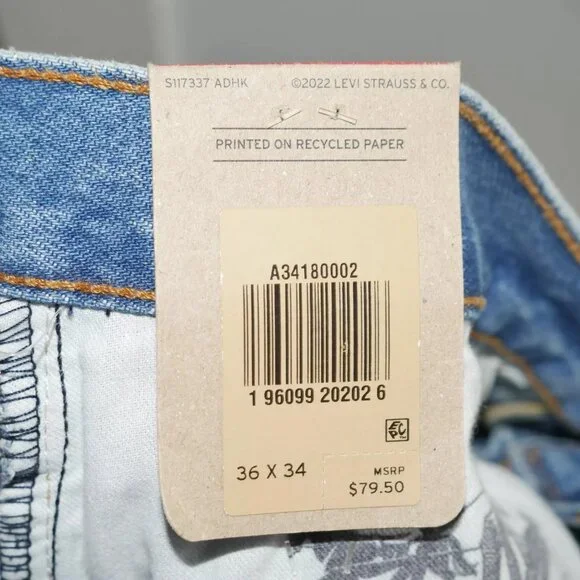 S117337 ADHK ©2022 LEVI STRAUSS & CO.
PRINTED ON RECYCLED PAPER
A34180002
1 96099 20202 6
36 X 34
MSRP
$79.50